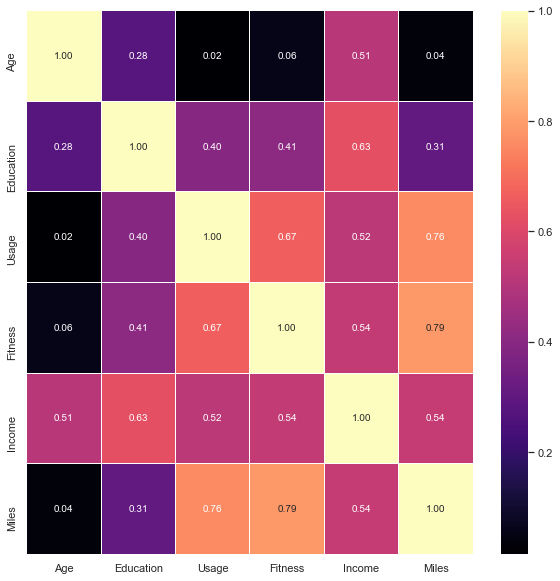 1.0
Age 1.00 0.28 0.02 0.06 0.51 0.04
0.8
Education 0.28 1.00 0.40 0.41 0.63 0.31
Usage 0.02 0.40 1.00 0.67 0.52 0.76
0.6
Fitness 0.06 0.41 0.67 1.00 0.54 0.79
0.4
Income 0.51 0.63 0.52 0.54 1.00 0.54
0.2
Miles 0.04 0.31 0.76 0.79 0.54 1.00
Age Education Usage Fitness Income Miles